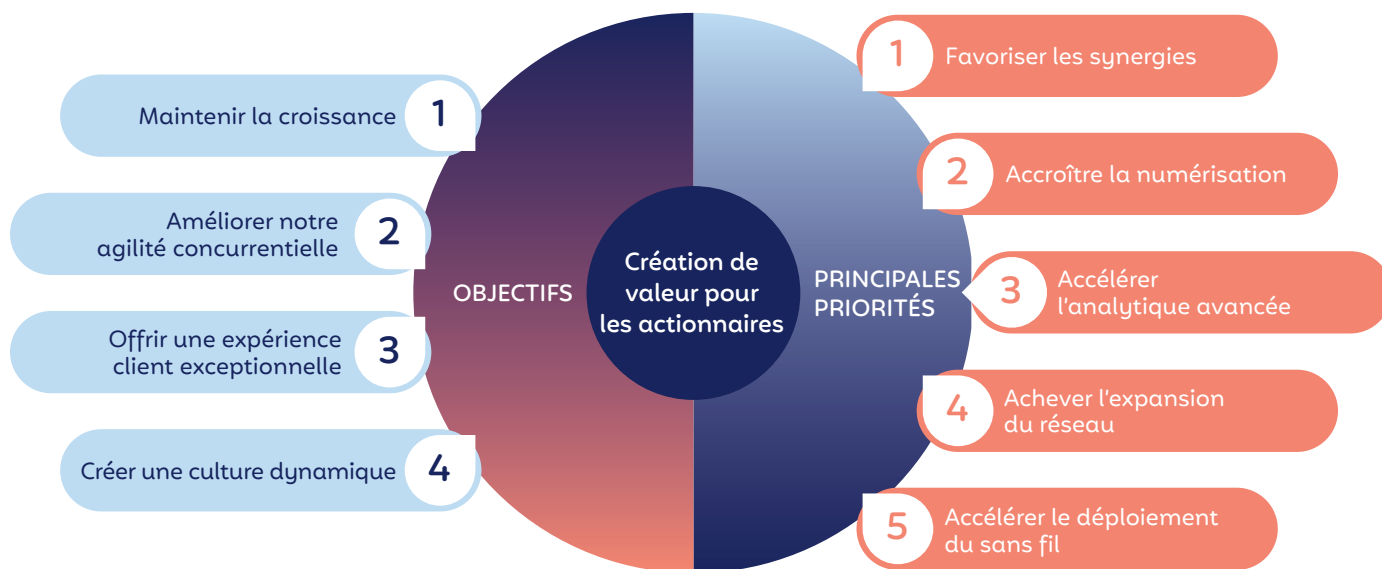 Maintenir la croissance
1
Améliorer notre
agilité concurrentielle
2
Offrir une expérience
client exceptionnelle
3
Créer une culture dynamique
4
OBJECTIFS
Création de
valeur pour
les actionnaires
PRINCIPALES
PRIORITÉS
1
Favoriser les synergies
2
Accroître la numérisation
3
Accélérer
l'analytique avancée
4
Achever l'expansion
du réseau
5
Accélérer le déploiement
du sans fil